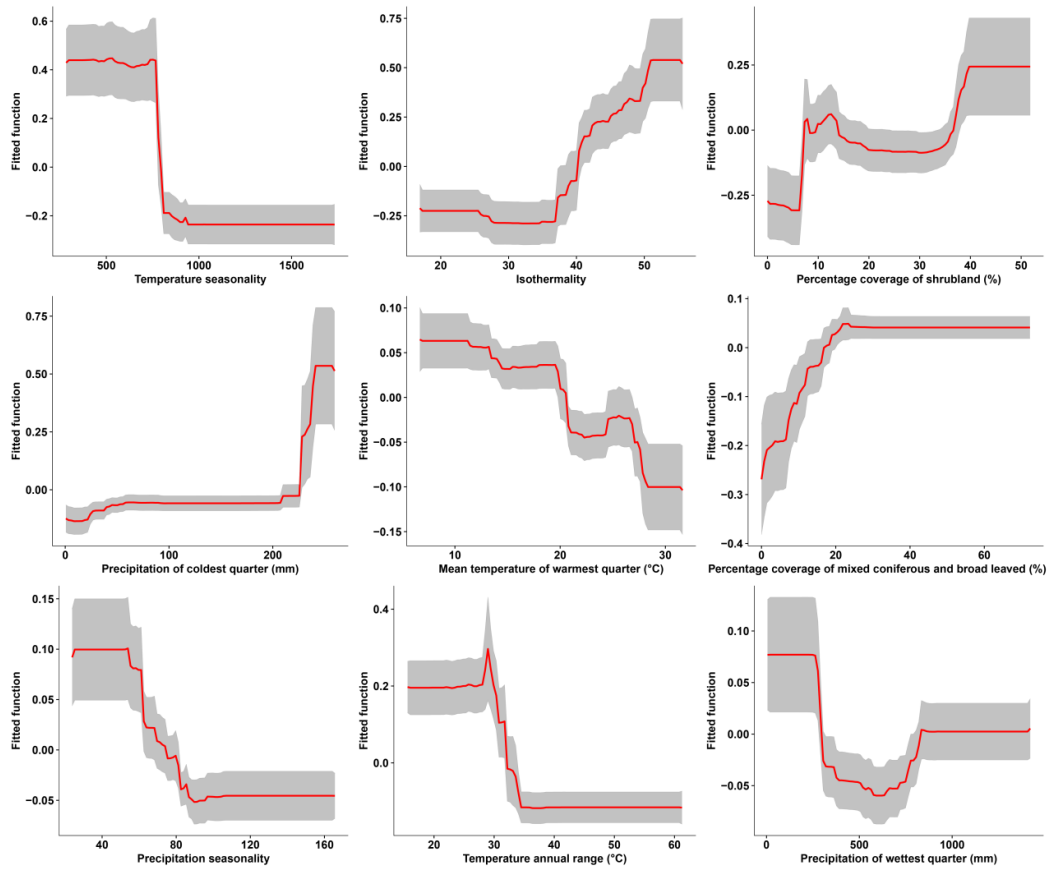 0.6
0.4
0.2
0.0
−0.2
Fitted function
500 1000 1500
Temperature seasonality
0.75
0.50
0.25
0.00
−0.25
Fitted function
20 30 40 50
Isothermality
0.25
0.00
−0.25
Fitted function
0 10 20 30 40 50
Percentage coverage of shrubland (%)
0.75
0.50
0.25
0.00
Fitted function
0 100 200
Precipitation of coldest quarter (mm)
0.10
0.05
0.00
−0.05
−0.10
−0.15
Fitted function
10 20 30
Mean temperature of warmest quarter (°C)
0.1
0.0
−0.1
−0.2
−0.3
−0.4
Fitted function
0 20 40 60
Percentage coverage of mixed coniferous and broad leaved (%)
0.15
0.10
0.05
0.00
−0.05
Fitted function
40 80 120 160
Precipitation seasonality
0.4
0.2
0.0
Fitted function
20 30 40 50 60
Temperature annual range (°C)
0.10
0.05
0.00
−0.05
Fitted function
0 500 1000
Precipitation of wettest quarter (mm)